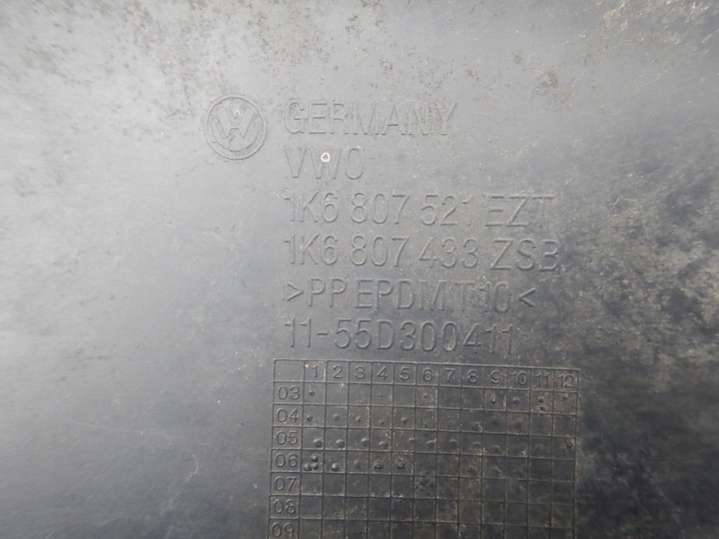 GERMANY
VWO
1K6 807 521 EZT
1K6 807 433 ZSB
>PP EPDM T10<
11-55D300411
1 2 3 4 5 6 7 8 9 10 11 12
03
04
05
06
07
08
09